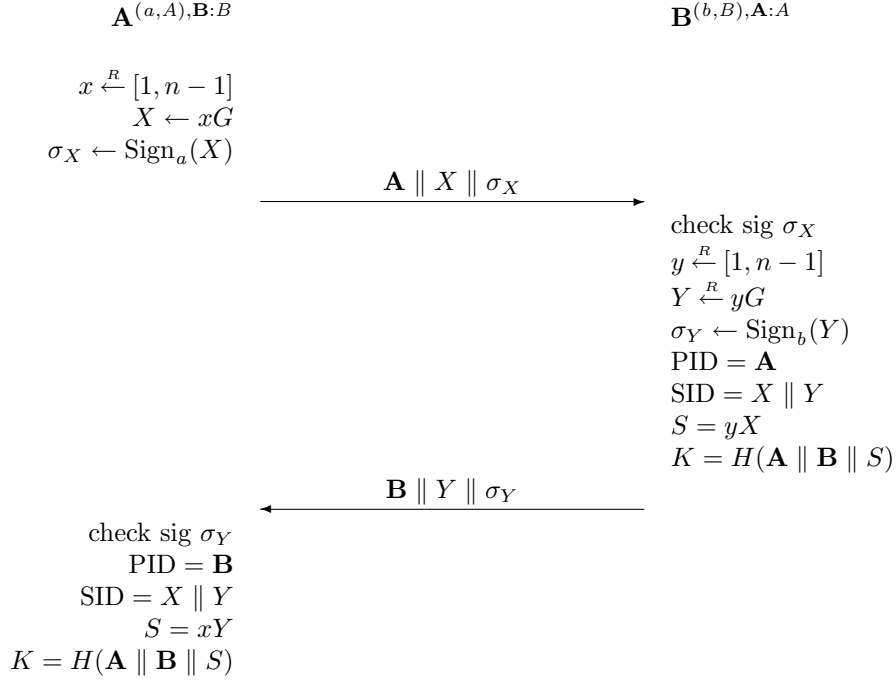 A^{(a,A),B:B} B^{(b,B),A:A}
x ←^R [1, n − 1]
X ← xG
σ_X ← Sign_a(X)
A ∥ X ∥ σ_X
check sig σ_X
y ←^R [1, n − 1]
Y ←^R yG
σ_Y ← Sign_b(Y)
PID = A
SID = X ∥ Y
S = yX
K = H(A ∥ B ∥ S)
B ∥ Y ∥ σ_Y
check sig σ_Y
PID = B
SID = X ∥ Y
S = xY
K = H(A ∥ B ∥ S)